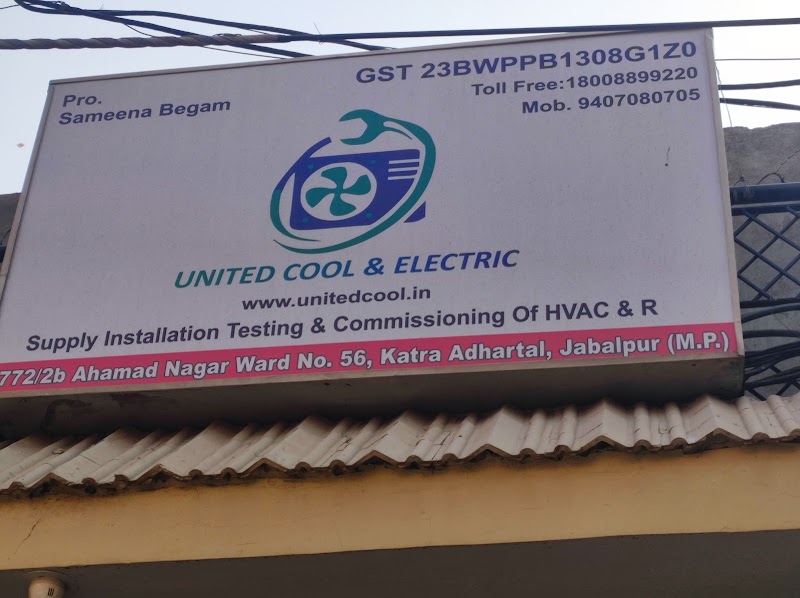 GST 23BWPPB1308G1Z0
Pro.
Sameena Begam
Toll Free:18008899220
Mob. 9407080705
UNITED COOL & ELECTRIC
www.unitedcool.in
Supply Installation Testing & Commissioning Of HVAC & R
772/2b Ahamad Nagar Ward No. 56, Katra Adhartal, Jabalpur (M.P.)